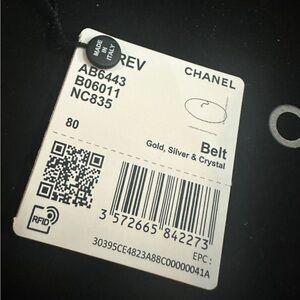 REV
CHANEL
MADE IN ITALY
AB6443
B06011
NC835
80
Belt
Gold, Silver & Crystal
3 572665 842273
RFID
EPC :
30395CE4823A88C00000041A